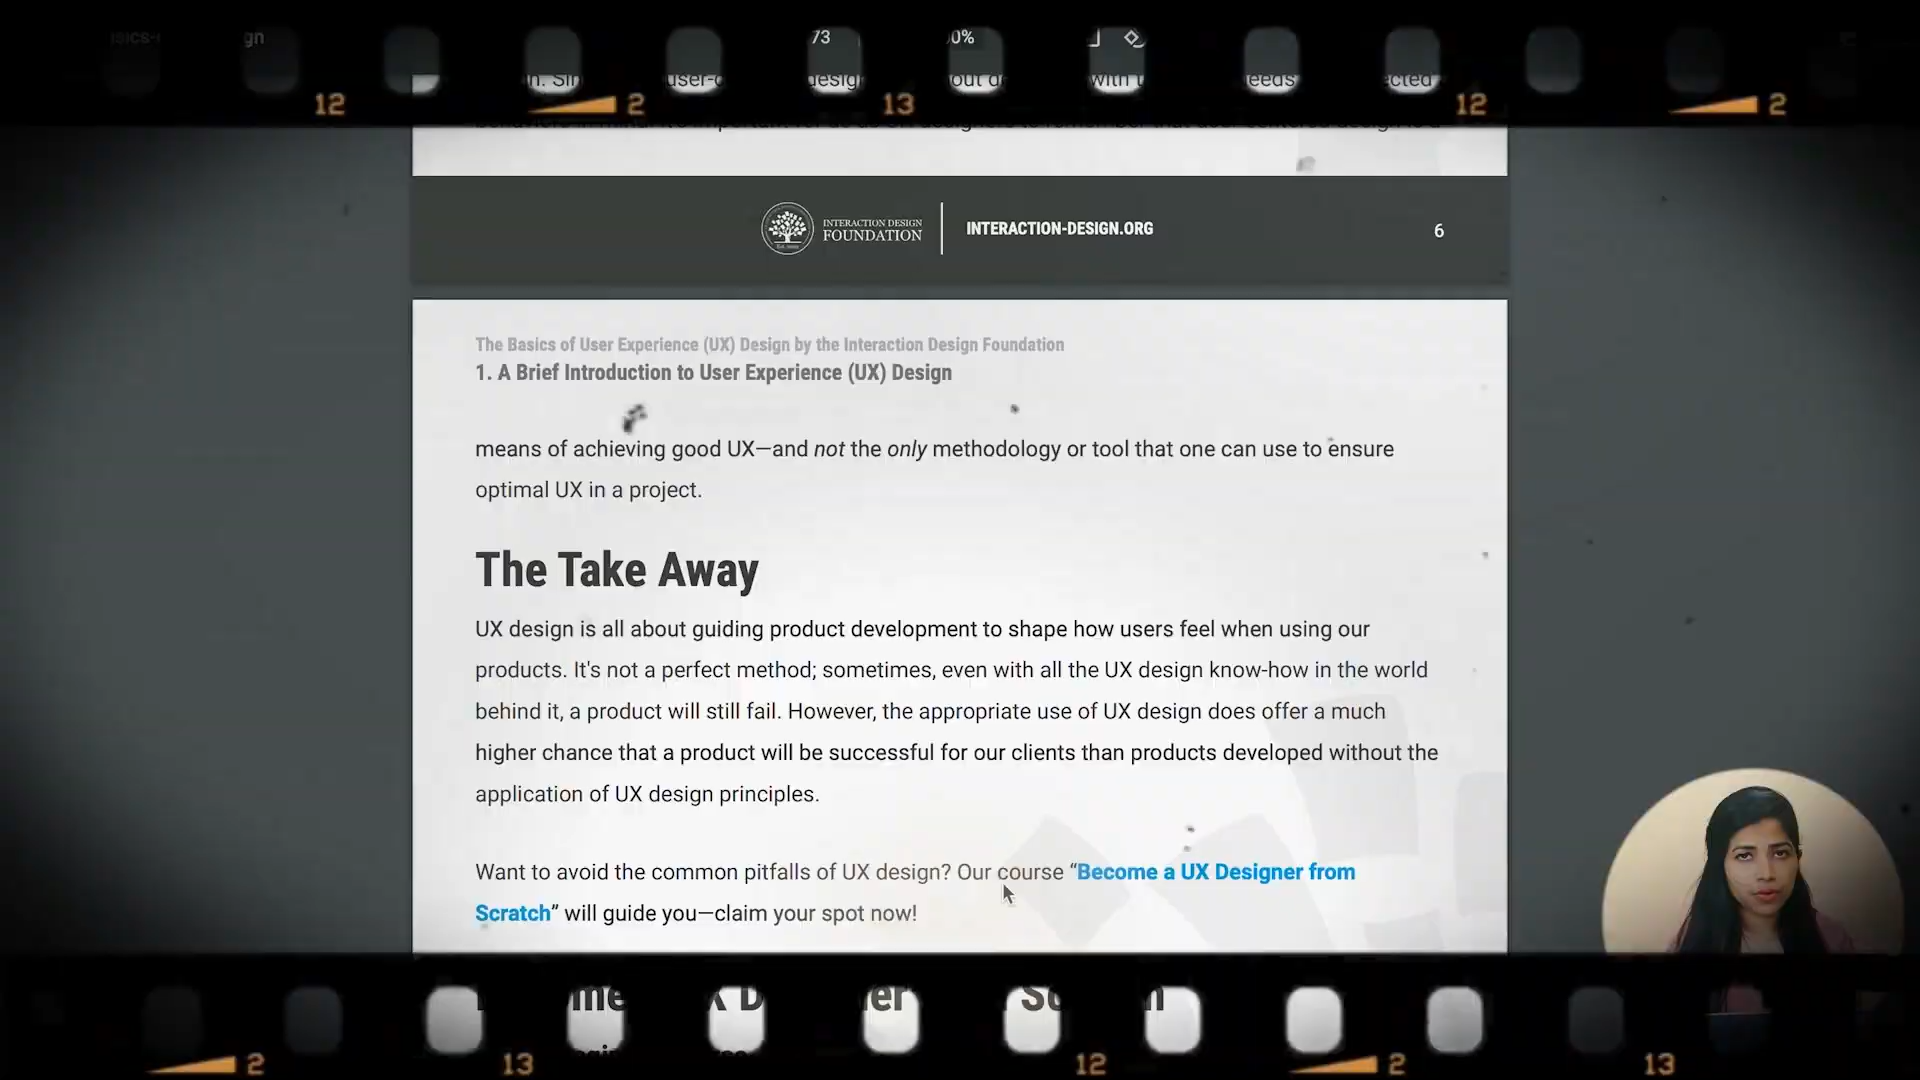 gn
73
0%
12
2
13
12
2
INTERACTION DESIGN
FOUNDATION
INTERACTION-DESIGN.ORG
6
The Basics of User Experience (UX) Design by the Interaction Design Foundation
1. A Brief Introduction to User Experience (UX) Design
means of achieving good UX—and not the only methodology or tool that one can use to ensure
optimal UX in a project.
The Take Away
UX design is all about guiding product development to shape how users feel when using our
products. It's not a perfect method; sometimes, even with all the UX design know-how in the world
behind it, a product will still fail. However, the appropriate use of UX design does offer a much
higher chance that a product will be successful for our clients than products developed without the
application of UX design principles.
Want to avoid the common pitfalls of UX design? Our course “Become a UX Designer from
Scratch” will guide you—claim your spot now!
2
13
12
2
13